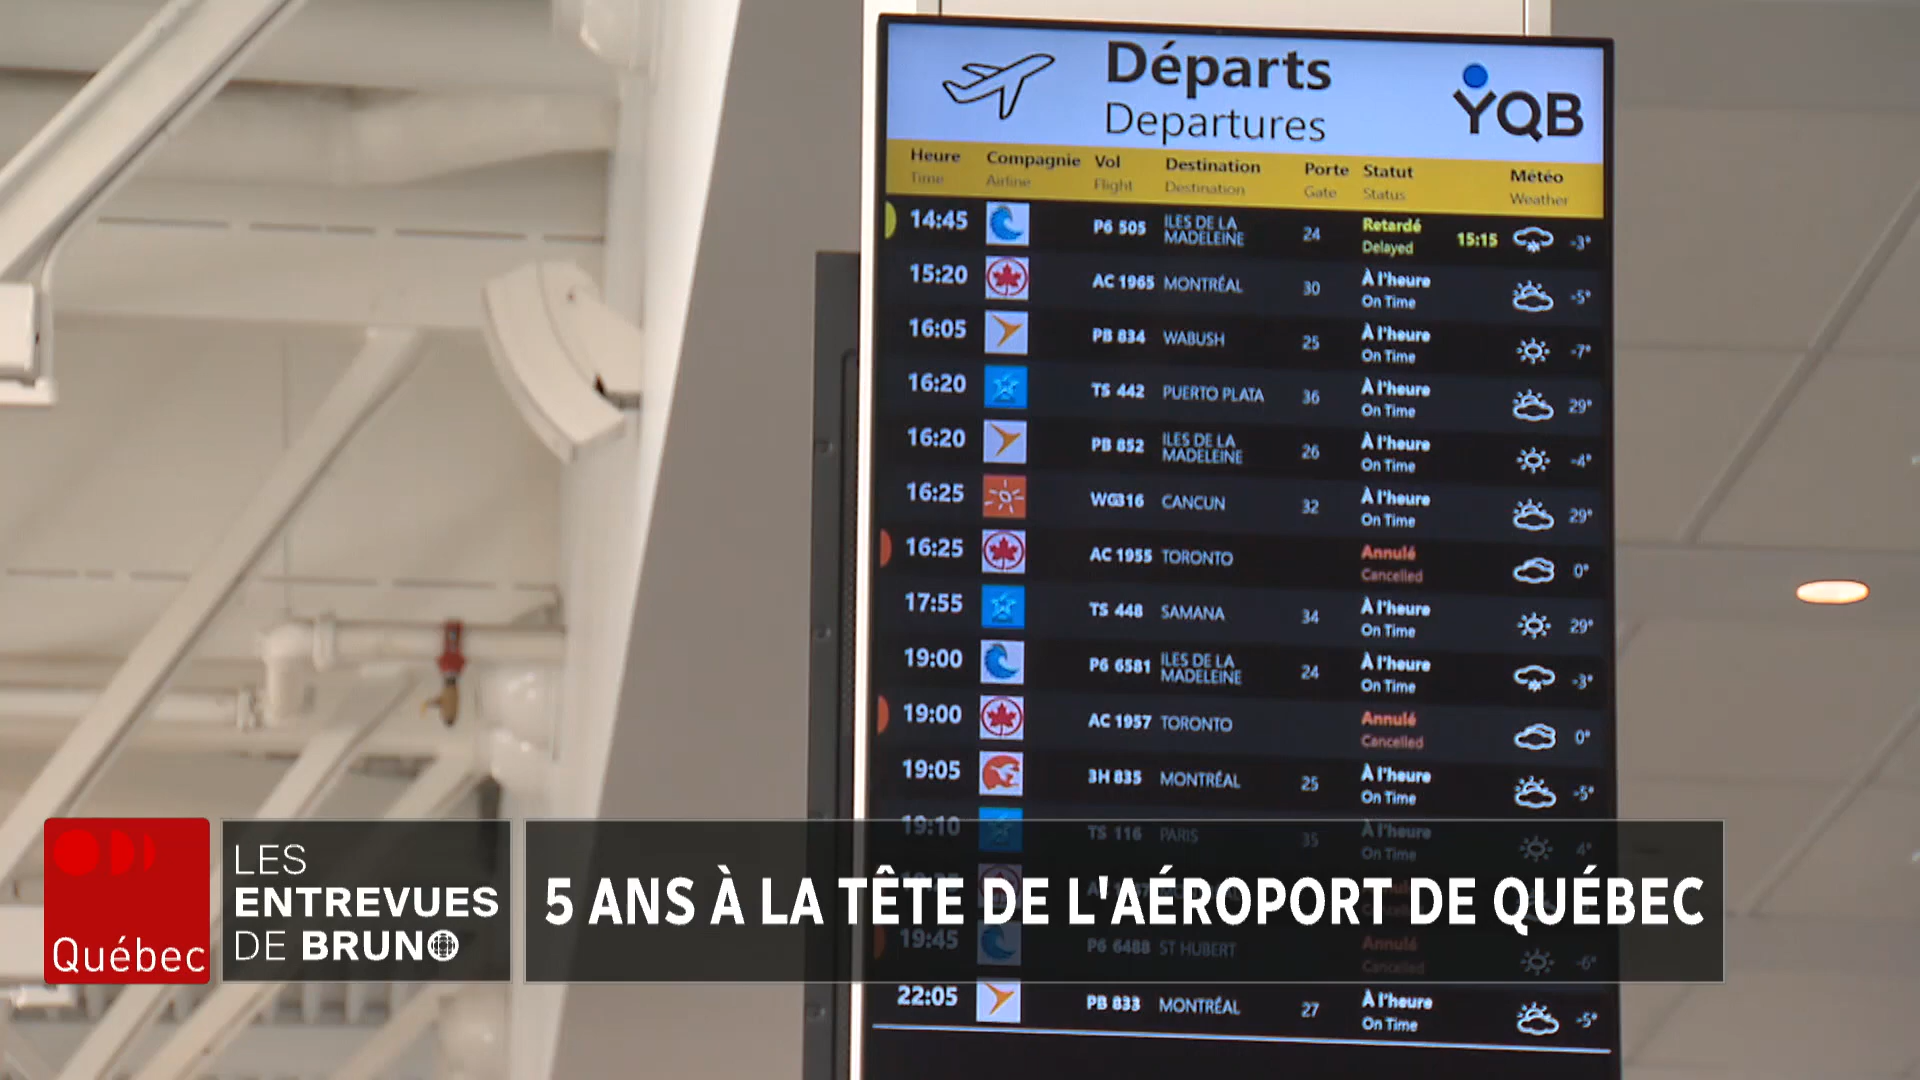 Départs
Departures
YQB
Heure Compagnie Vol Destination Porte Statut Météo
Time Airline Flight Destination Gate Status Weather
14:45 P6 505 ILES DE LA MADELEINE 24 Retardé Delayed 15:15 -3°
15:20 AC 1965 MONTRÉAL 30 À l'heure On Time -5°
16:05 PB 834 WABUSH 25 À l'heure On Time -7°
16:20 TS 442 PUERTO PLATA 36 À l'heure On Time 29°
16:20 PB 852 ILES DE LA MADELEINE 26 À l'heure On Time -4°
16:25 WG316 CANCUN 32 À l'heure On Time 29°
16:25 AC 1955 TORONTO Annulé Cancelled 0°
17:55 TS 448 SAMANA 34 À l'heure On Time 29°
19:00 P6 6581 ILES DE LA MADELEINE 24 À l'heure On Time -3°
19:00 AC 1957 TORONTO Annulé Cancelled 0°
19:05 3H 835 MONTRÉAL 25 À l'heure On Time -5°
19:10 TS 116 PARIS 35 À l'heure On Time 4°
Québec
LES
ENTREVUES
DE BRUNO
5 ANS À LA TÊTE DE L'AÉROPORT DE QUÉBEC
19:45 P6 6488 ST HUBERT Annulé Cancelled -6°
22:05 PB 833 MONTRÉAL 27 À l'heure On Time -5°